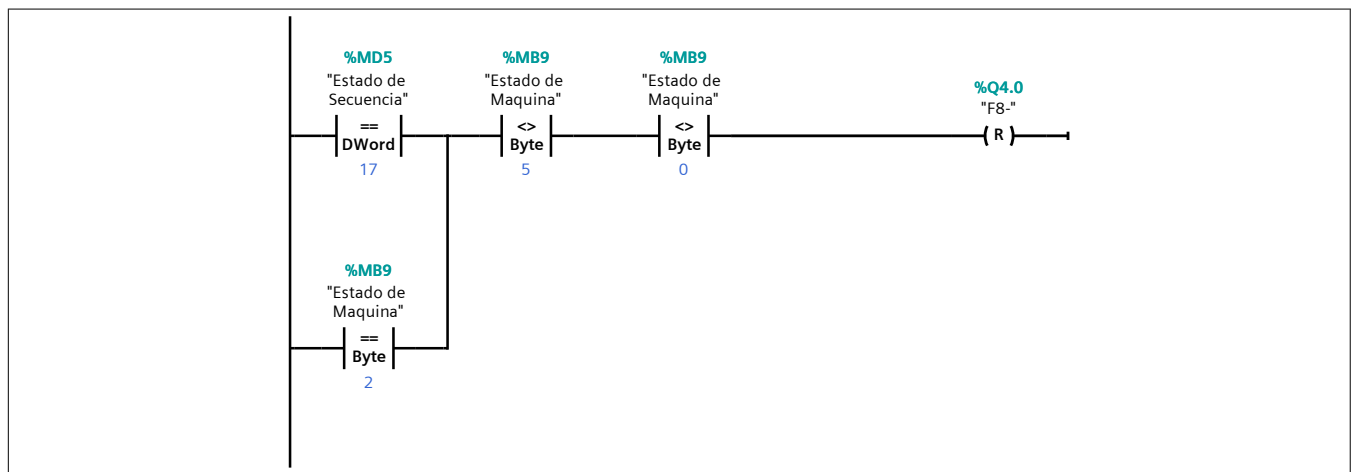 %MD5
"Estado de
Secuencia"
==
DWord
17
%MB9
"Estado de
Maquina"
<>
Byte
5
%MB9
"Estado de
Maquina"
<>
Byte
0
%Q4.0
"F8-"
R
%MB9
"Estado de
Maquina"
==
Byte
2